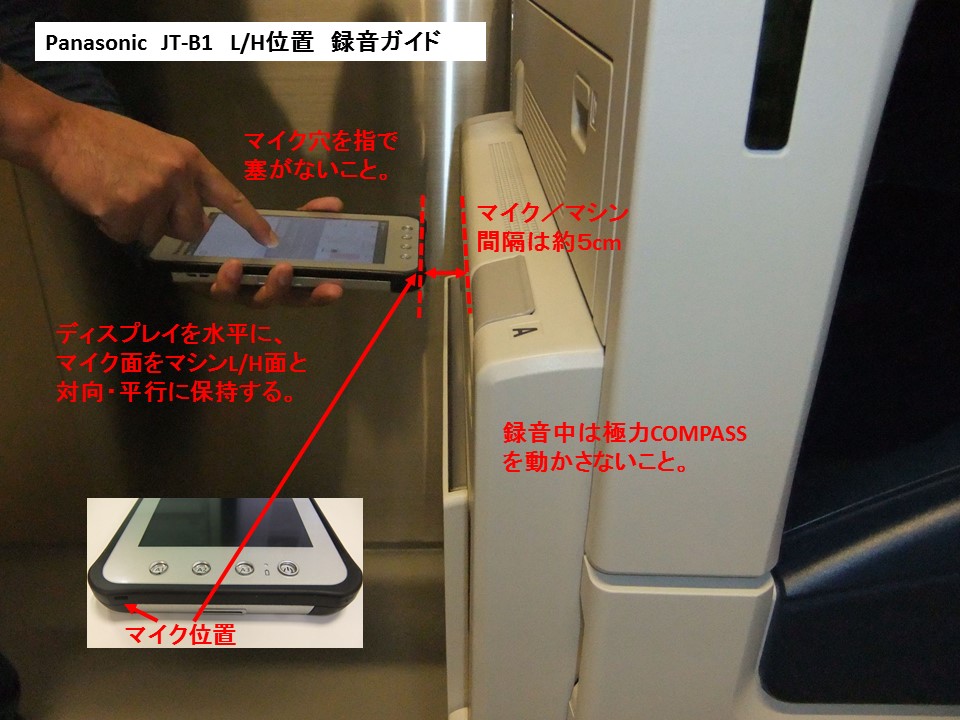 Panasonic JT-B1 L/H位置 録音ガイド
マイク穴を指で
塞がないこと。
マイク／マシン
間隔は約5cm
ディスプレイを水平に、
マイク面をマシンL/H面と
対向・平行に保持する。
A
録音中は極力COMPASS
を動かさないこと。
A1
A2
A3
マイク位置